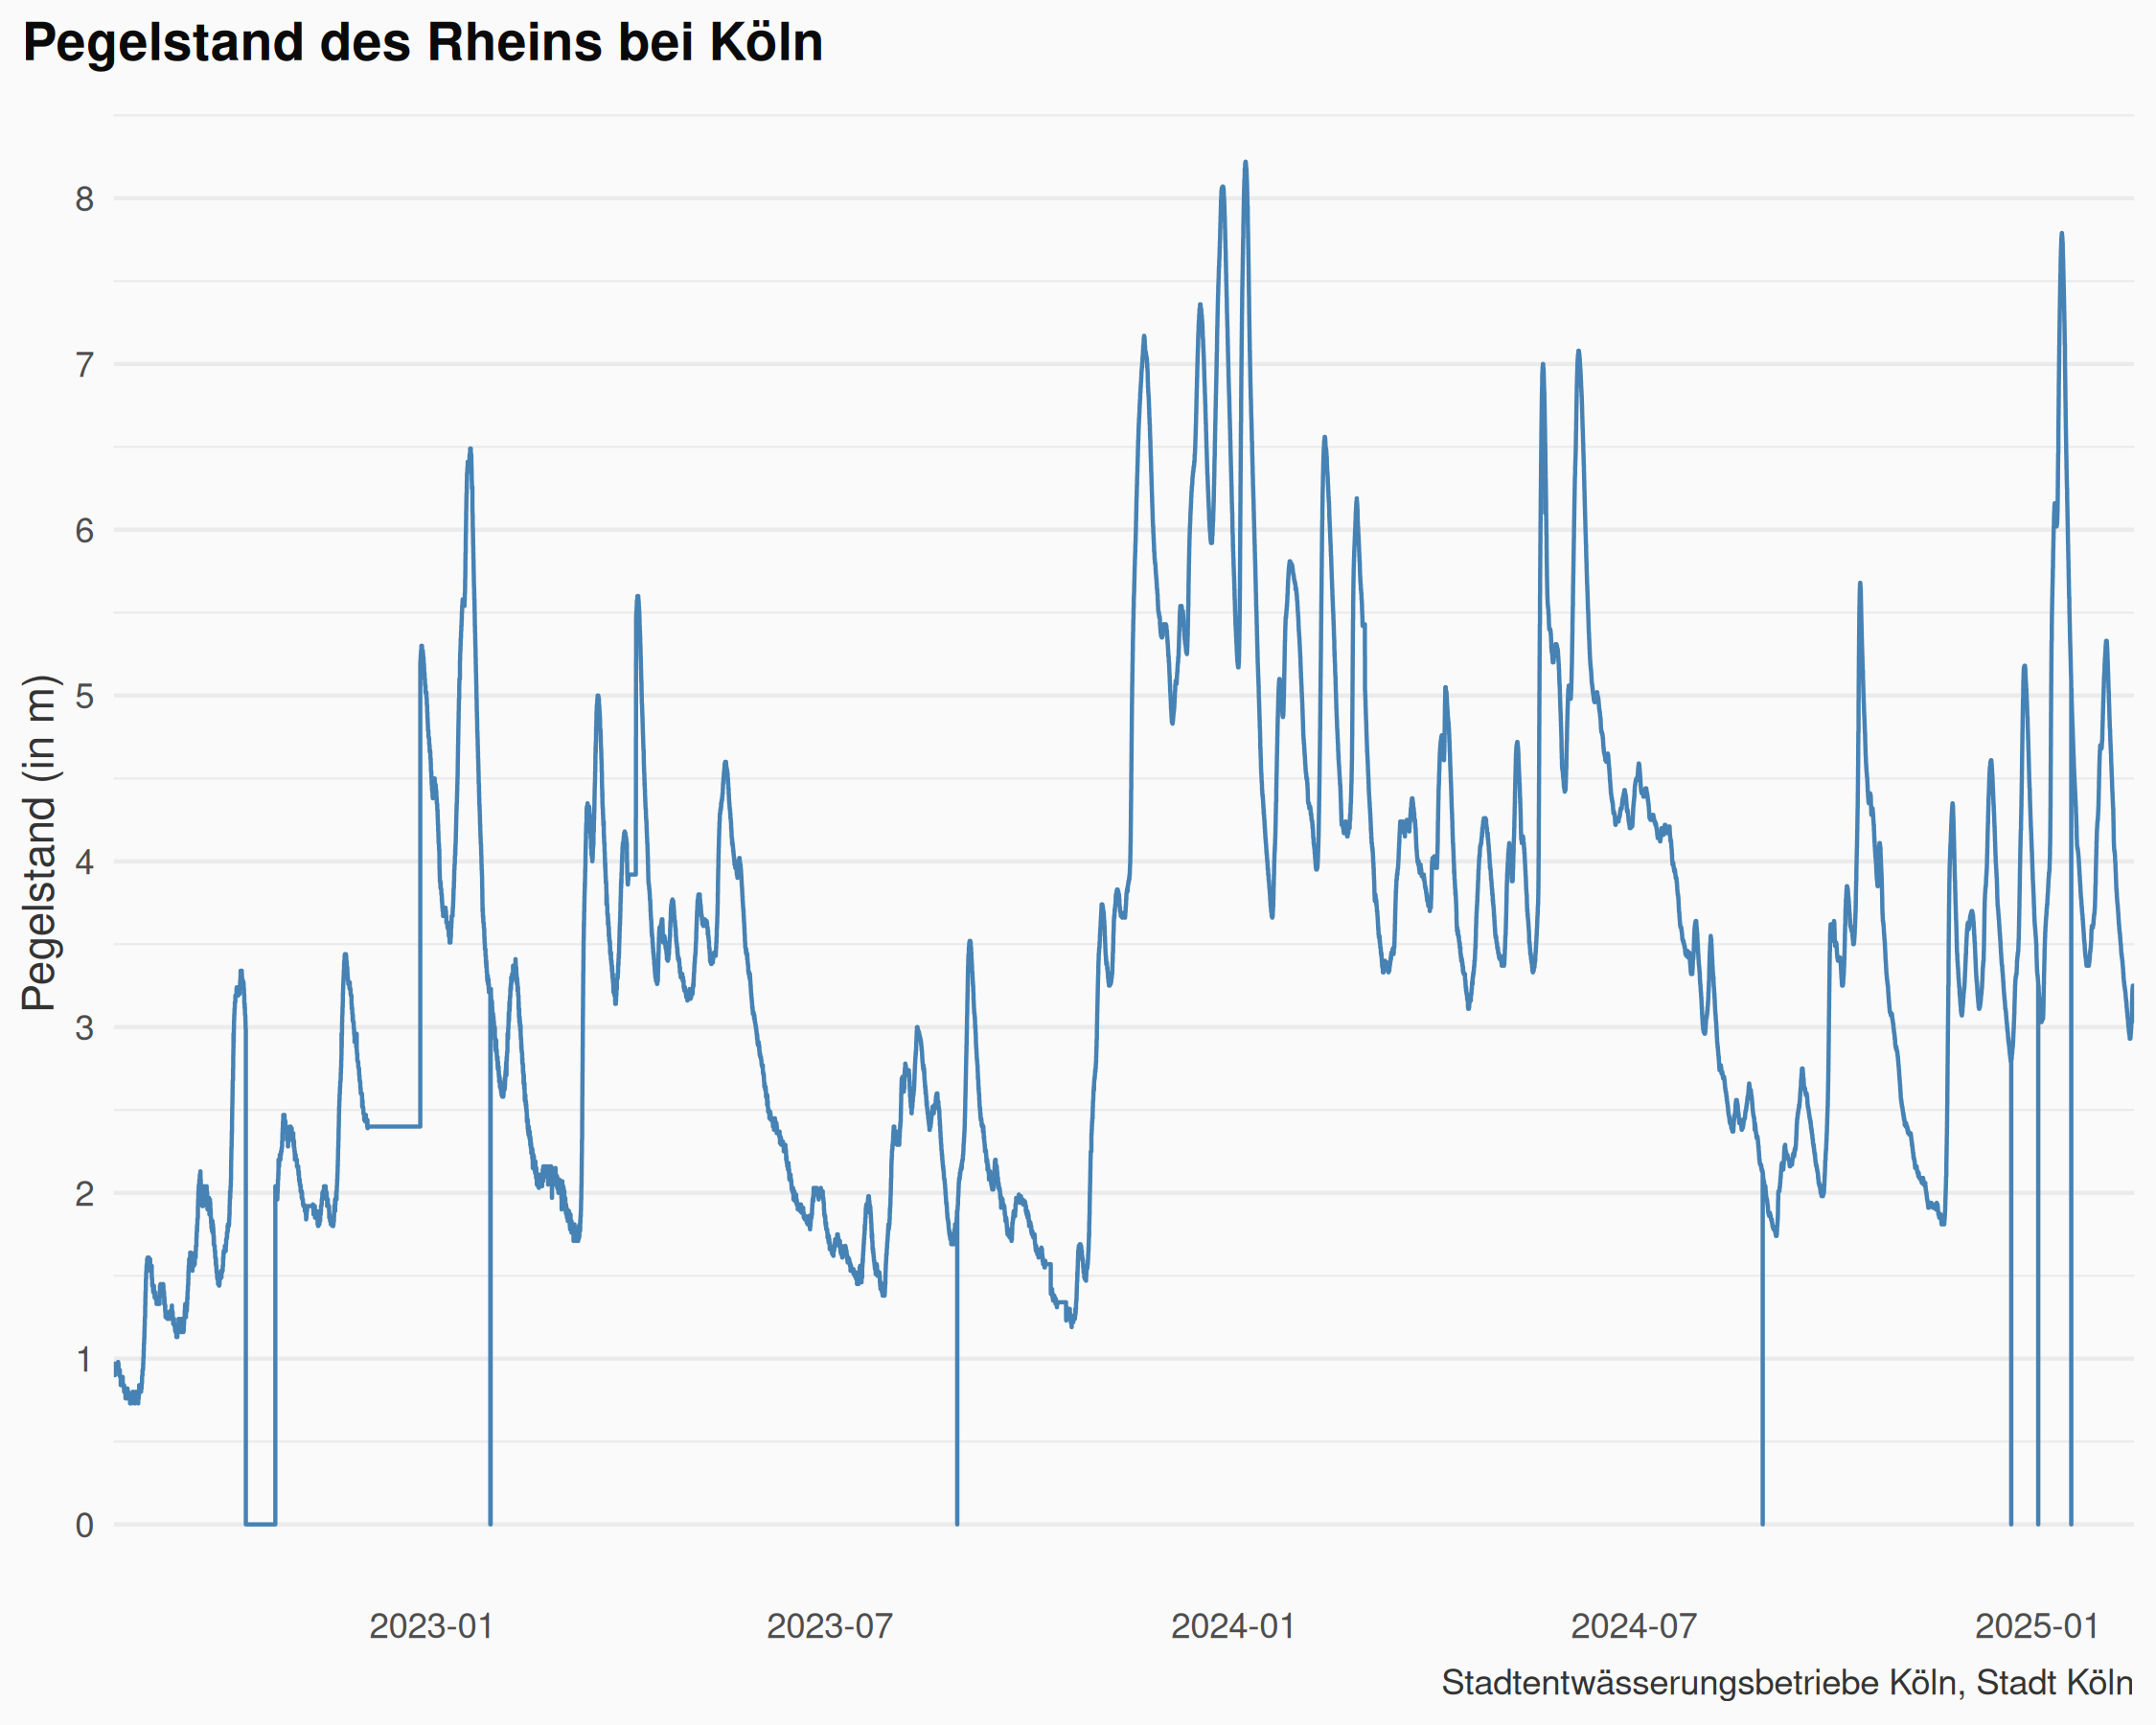 Pegelstand des Rheins bei Köln
Pegelstand (in m)
8
7
6
5
4
3
2
1
0
2023-01 2023-07 2024-01 2024-07 2025-01
Stadtentwässerungsbetriebe Köln, Stadt Köln